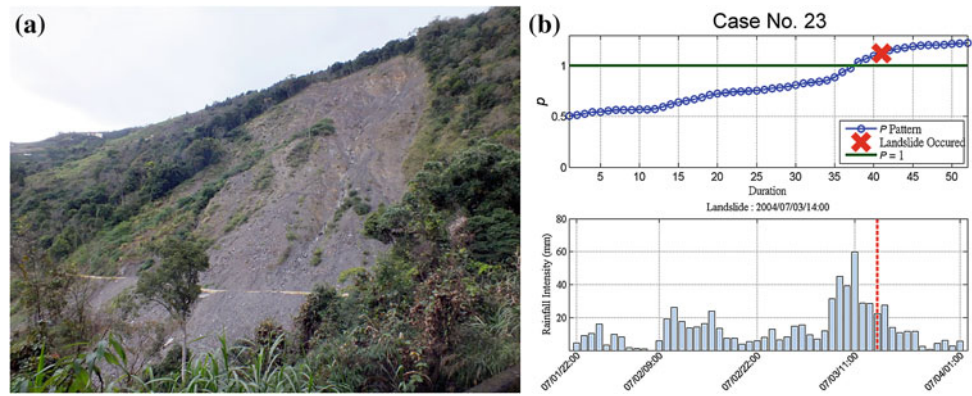 (a)
(b)
Case No. 23
P
1
0.5
0
5 10 15 20 25 30 35 40 45 50
Duration
P Pattern
Landslide Occured
P = 1
Landslide : 2004/07/03/14:00
Rainfall Intensity (mm)
80
60
40
20
07/01/22:00
07/02/09:00
07/02/22:00
07/03/11:00
07/04/01:00